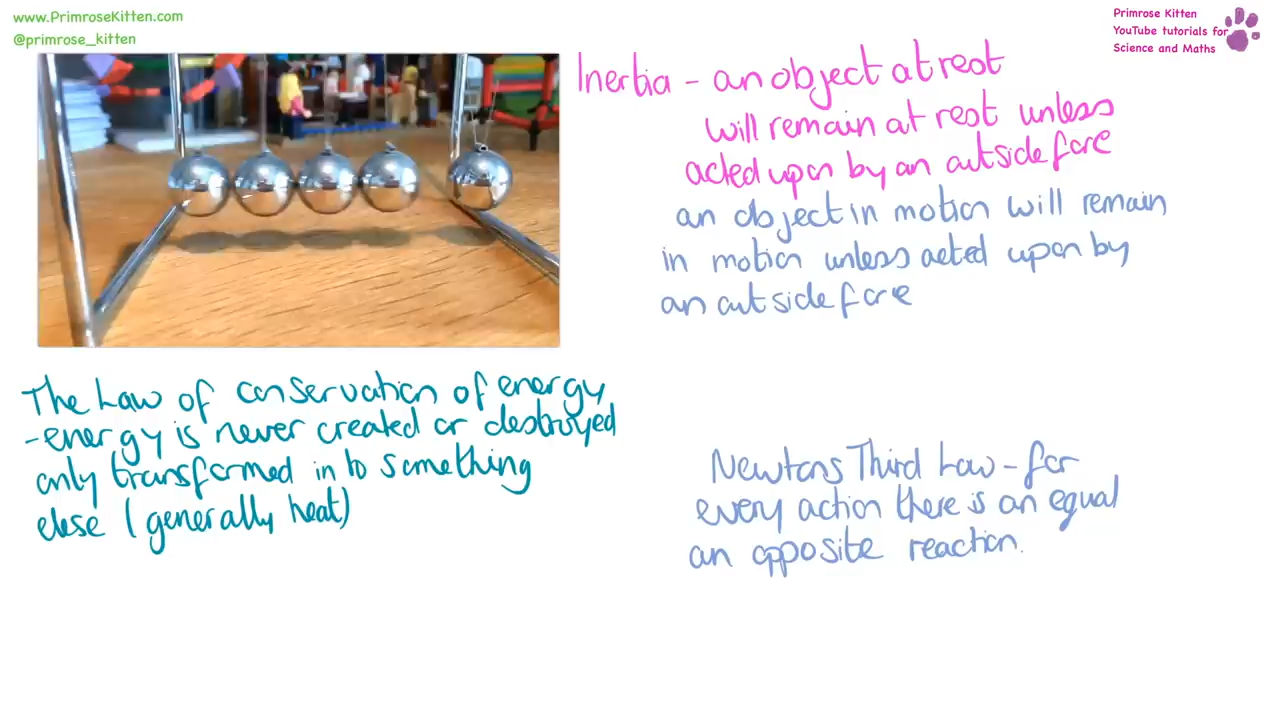 www.PrimroseKitten.com
@primrose_kitten
Primrose Kitten
YouTube tutorials for
Science and Maths
Inertia - an object at rest
will remain at rest unless
acted upon by an outside force
an object in motion will remain
in motion unless acted upon by
an outside force
The Law of conservation of energy
- energy is never created or destroyed
only transformed in to something
else (generally heat)
Newtons Third Law - for
every action there is an equal
an opposite reaction.